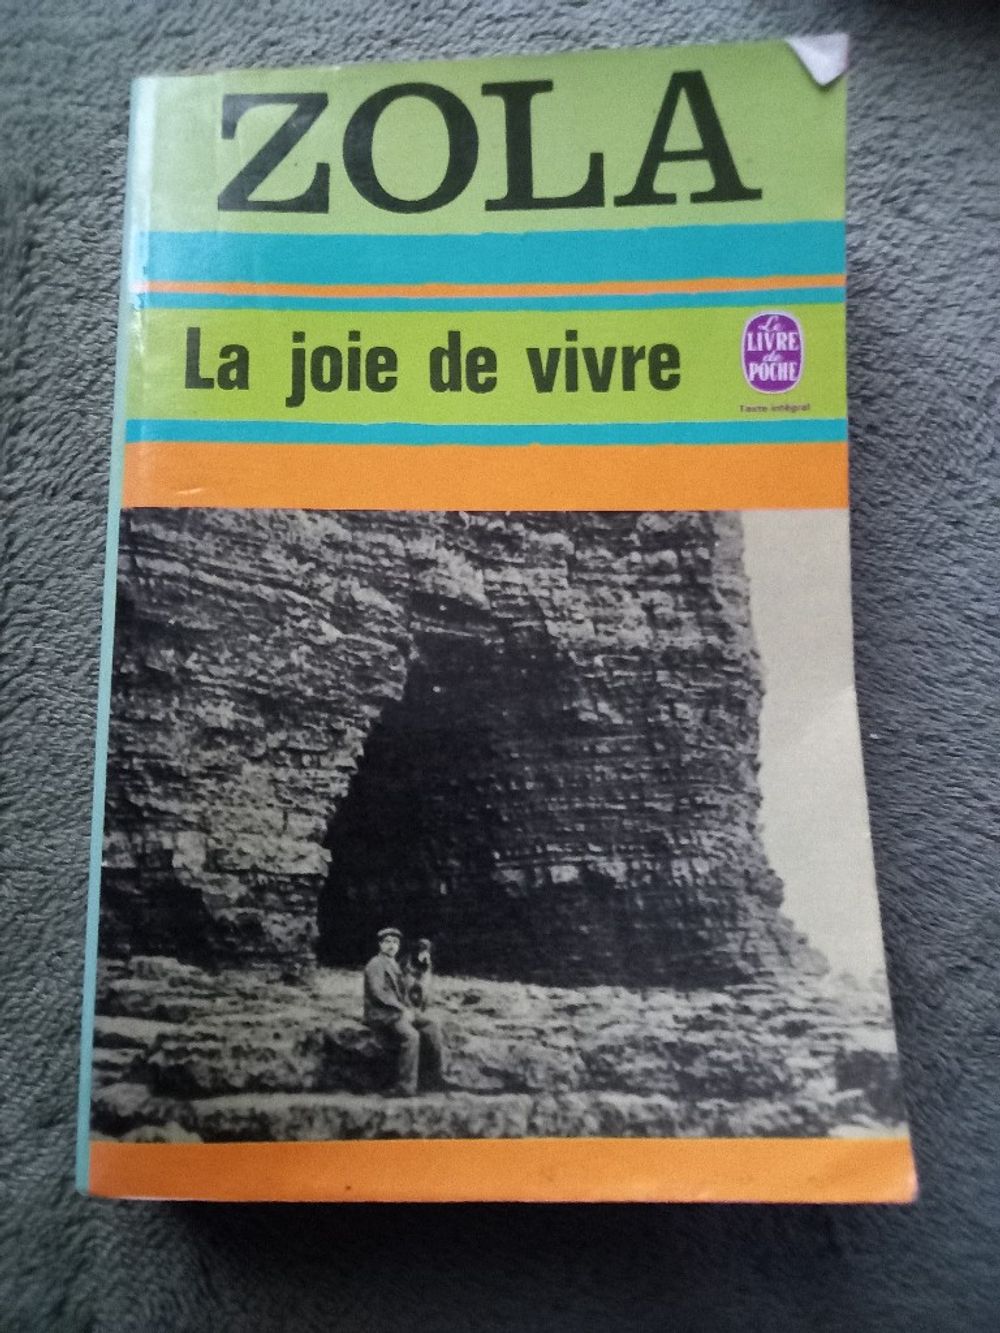 ZOLA
La joie de vivre
Le
LIVRE
de
POCHE
Texte intégral